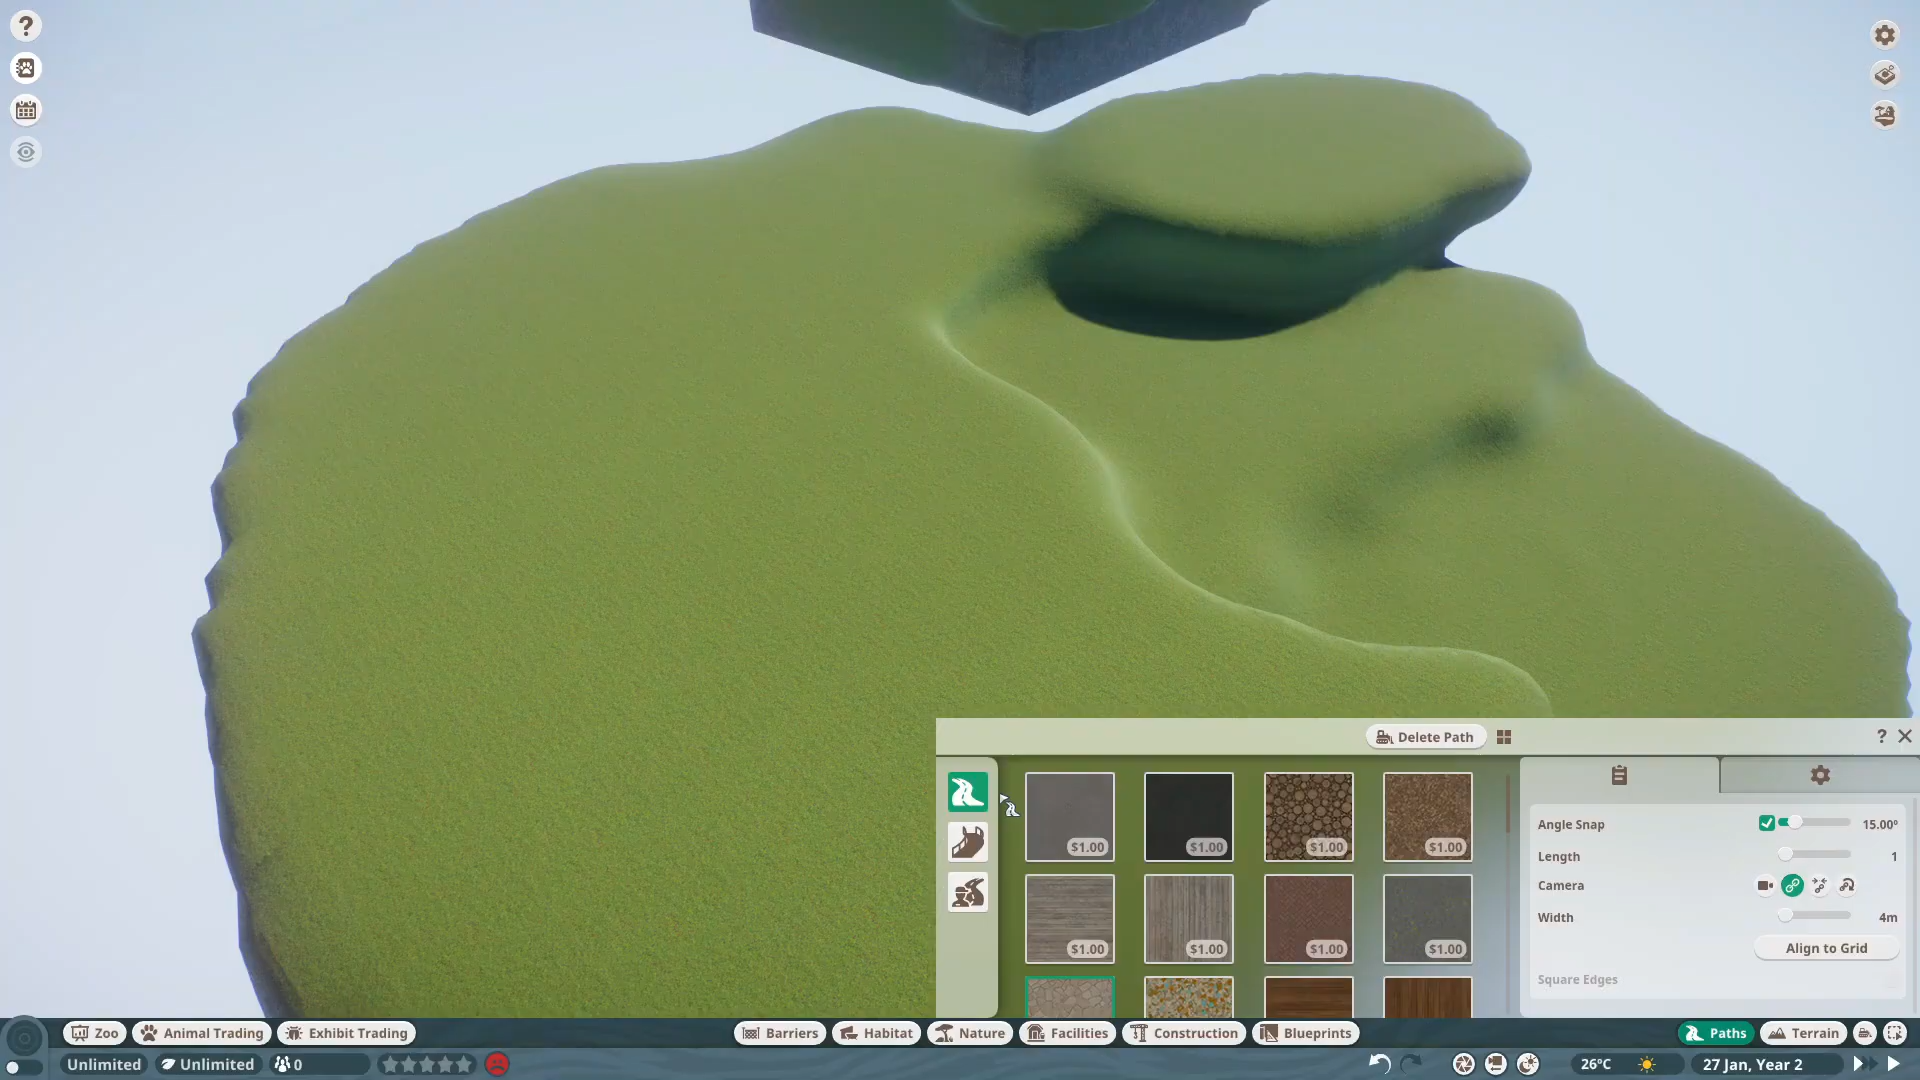 ?
Delete Path
?
$1.00
$1.00
$1.00
$1.00
$1.00
$1.00
$1.00
$1.00
Angle Snap
15.00º
Length
1
Camera
Width
4m
Align to Grid
Square Edges
Zoo
Animal Trading
Exhibit Trading
Barriers
Habitat
Nature
Facilities
Construction
Blueprints
Paths
Terrain
Unlimited
Unlimited
0
26ºC
27 Jan, Year 2